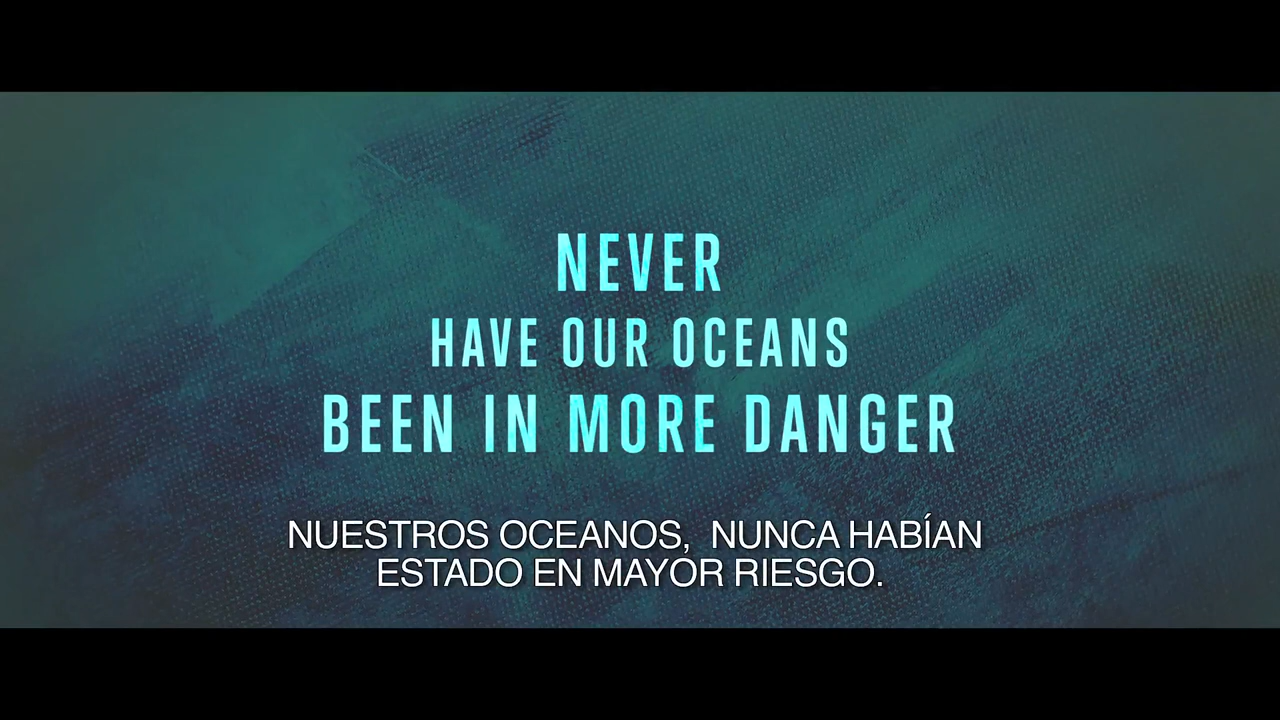 NEVER
HAVE OUR OCEANS
BEEN IN MORE DANGER
NUESTROS OCEANOS,  NUNCA HABÍAN
ESTADO EN MAYOR RIESGO.